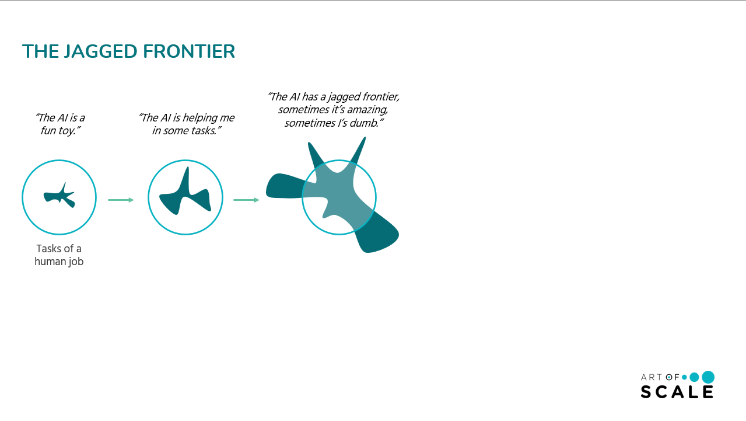 THE JAGGED FRONTIER
“The AI is a
fun toy.”
“The AI is helping me
in some tasks.”
“The AI has a jagged frontier,
sometimes it’s amazing,
sometimes I’s dumb.”
Tasks of a
human job
ART OF
SCALE